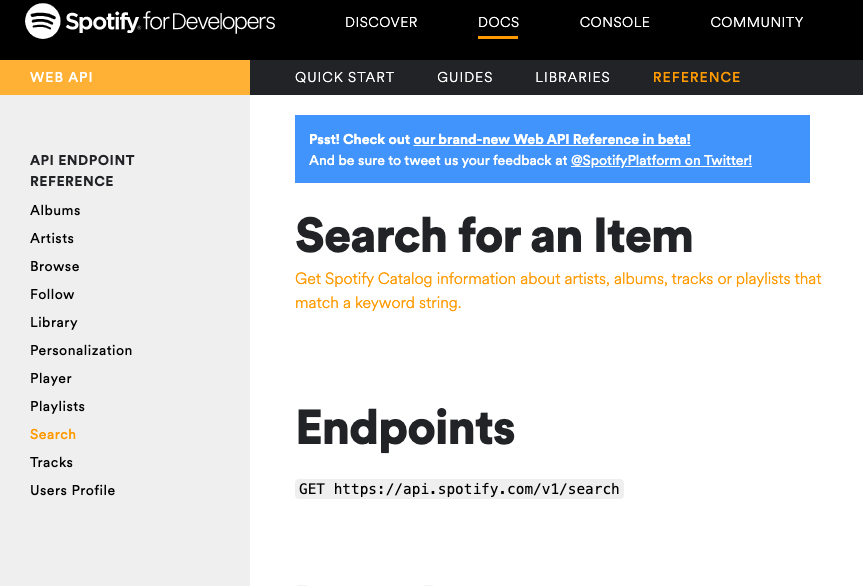 Spotify for Developers
DISCOVER
DOCS
CONSOLE
COMMUNITY
WEB API
QUICK START
GUIDES
LIBRARIES
REFERENCE
API ENDPOINT
REFERENCE
Albums
Artists
Browse
Follow
Library
Personalization
Player
Playlists
Search
Tracks
Users Profile
Psst! Check out our brand-new Web API Reference in beta!
And be sure to tweet us your feedback at @SpotifyPlatform on Twitter!
Search for an Item
Get Spotify Catalog information about artists, albums, tracks or playlists that
match a keyword string.
Endpoints
GET https://api.spotify.com/v1/search